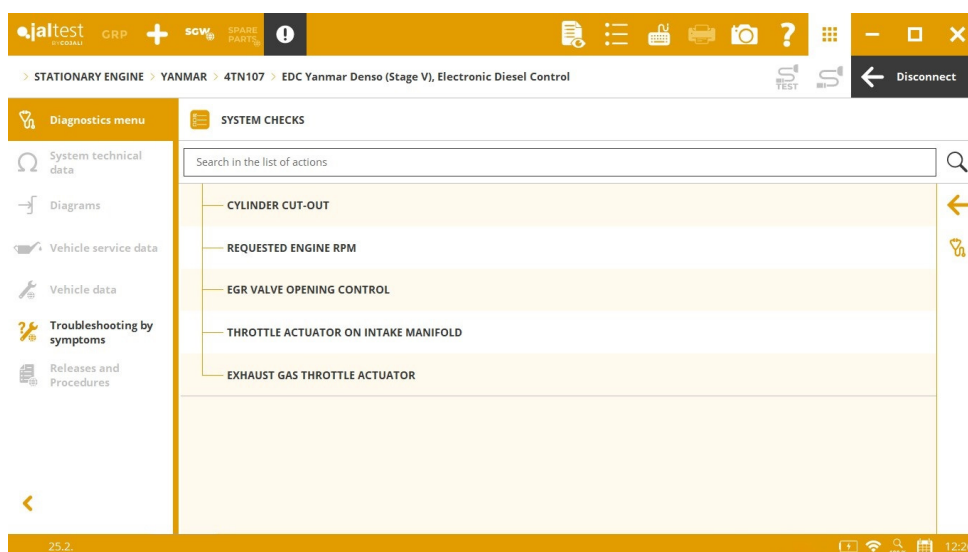 jaltest
BY COJALI
GRP
SGW
SPARE PARTS
> STATIONARY ENGINE > YANMAR > 4TN107 > EDC Yanmar Denso (Stage V), Electronic Diesel Control
TEST
Disconnect
Diagnostics menu
SYSTEM CHECKS
System technical
data
Search in the list of actions
Diagrams
Vehicle service data
Vehicle data
Troubleshooting by
symptoms
Releases and
Procedures
CYLINDER CUT-OUT
REQUESTED ENGINE RPM
EGR VALVE OPENING CONTROL
THROTTLE ACTUATOR ON INTAKE MANIFOLD
EXHAUST GAS THROTTLE ACTUATOR
25.2.